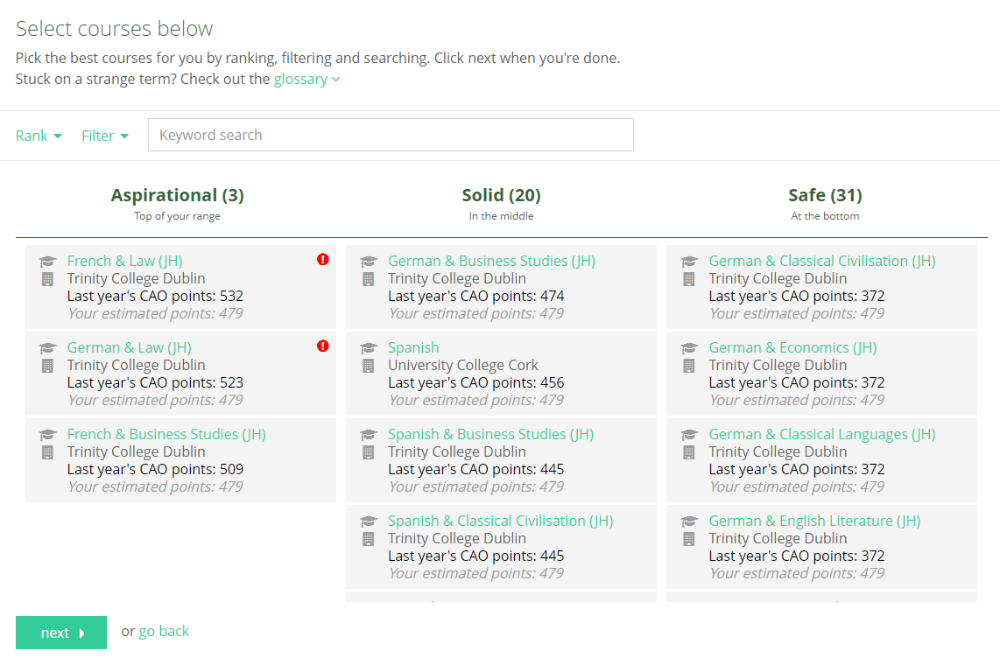 Select courses below
Pick the best courses for you by ranking, filtering and searching. Click next when you're done.
Stuck on a strange term? Check out the glossary
Rank
Filter
Keyword search
Aspirational (3)
Top of your range
French & Law (JH)
Trinity College Dublin
Last year's CAO points: 532
Your estimated points: 479
German & Law (JH)
Trinity College Dublin
Last year's CAO points: 523
Your estimated points: 479
French & Business Studies (JH)
Trinity College Dublin
Last year's CAO points: 509
Your estimated points: 479
Solid (20)
In the middle
German & Business Studies (JH)
Trinity College Dublin
Last year's CAO points: 474
Your estimated points: 479
Spanish
University College Cork
Last year's CAO points: 456
Your estimated points: 479
Spanish & Business Studies (JH)
Trinity College Dublin
Last year's CAO points: 445
Your estimated points: 479
Spanish & Classical Civilisation (JH)
Trinity College Dublin
Last year's CAO points: 445
Your estimated points: 479
Safe (31)
At the bottom
German & Classical Civilisation (JH)
Trinity College Dublin
Last year's CAO points: 372
Your estimated points: 479
German & Economics (JH)
Trinity College Dublin
Last year's CAO points: 372
Your estimated points: 479
German & Classical Languages (JH)
Trinity College Dublin
Last year's CAO points: 372
Your estimated points: 479
German & English Literature (JH)
Trinity College Dublin
Last year's CAO points: 372
Your estimated points: 479
next
or go back